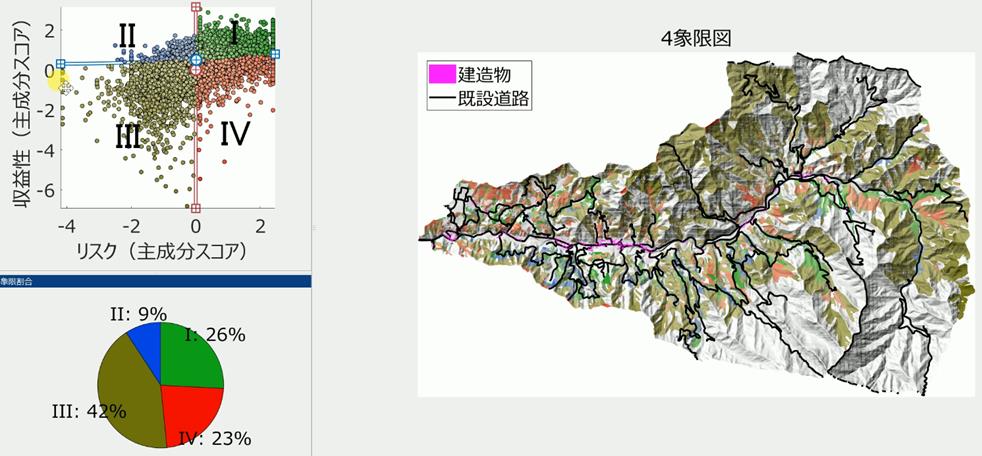 収益性（主成分スコア）
2
0
-2
-4
-6
II
I
III
IV
-4
-2
0
2
リスク（主成分スコア）
象限割合
II: 9%
I: 26%
III: 42%
IV: 23%
4象限図
建造物
既設道路